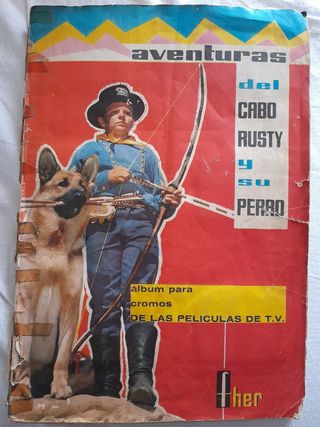 aventuras
del
CABO
RUSTY
y
su
PERRO
álbum para
cromos
DE LAS PELICULAS DE T.V.
fher